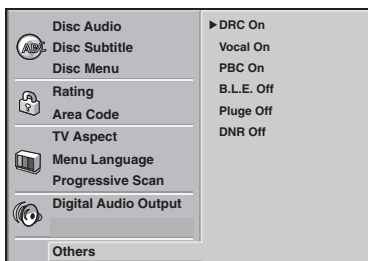 Disc Audio
Disc Subtitle
Disc Menu
Rating
Area Code
TV Aspect
Menu Language
Progressive Scan
Digital Audio Output
Others
DRC On
Vocal On
PBC On
B.L.E. Off
Pluge Off
DNR Off
ABC